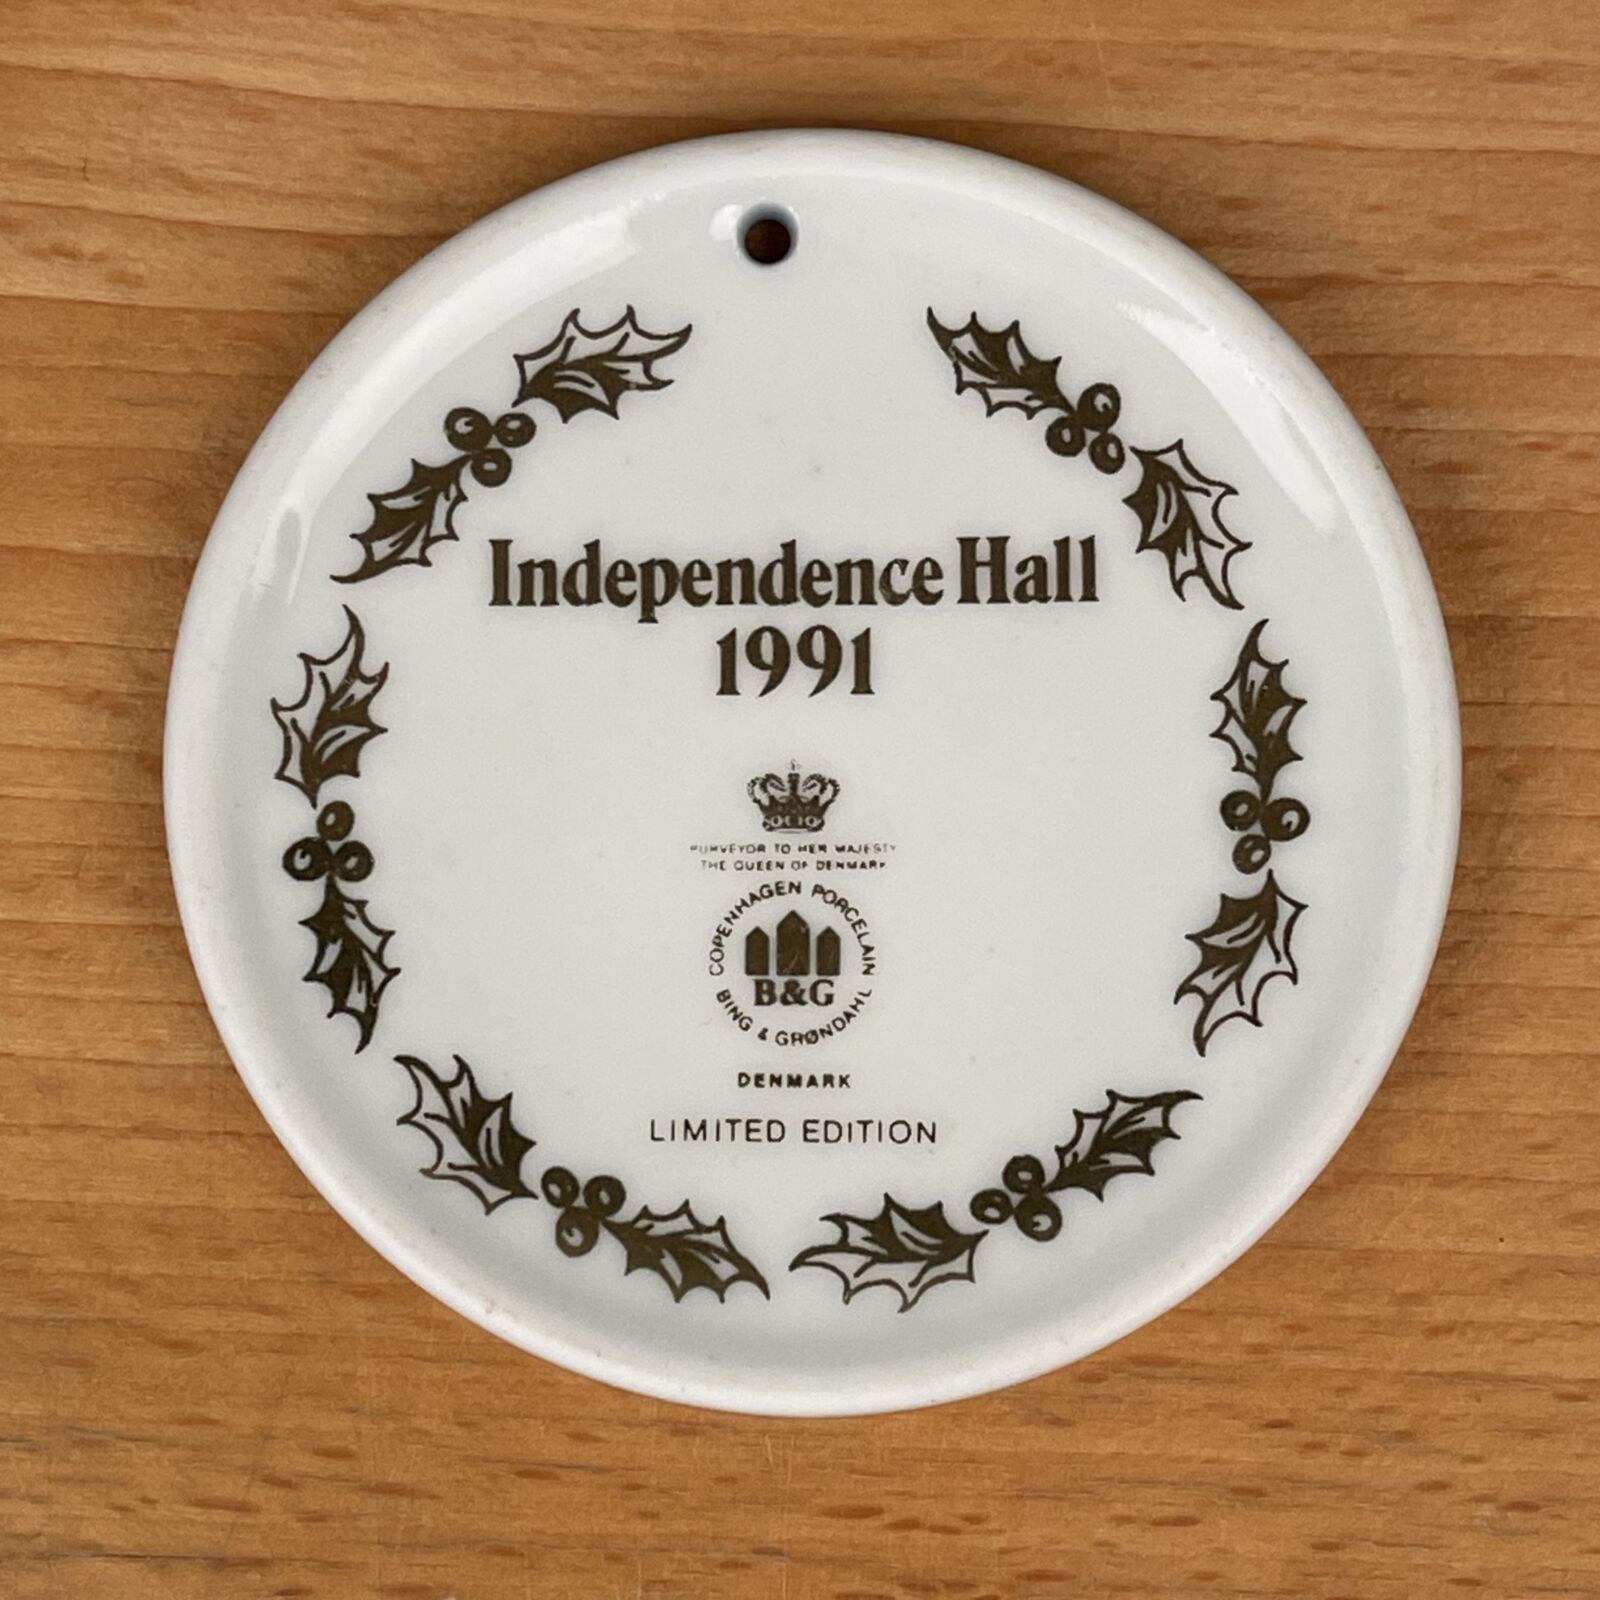 Independence Hall
1991
PURVEYOR TO HER MAJESTY
THE QUEEN OF DENMARK
COPENHAGEN PORCELAIN
B&G
BING & GRØNDAHL
DENMARK
LIMITED EDITION